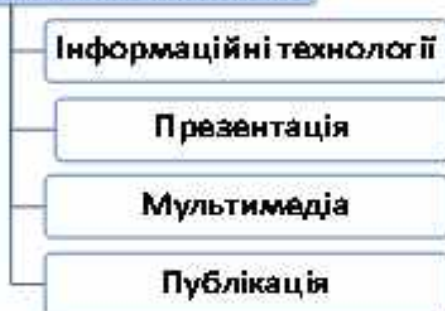 Інформаційні технології
Презентація
Мультимедіа
Публікація